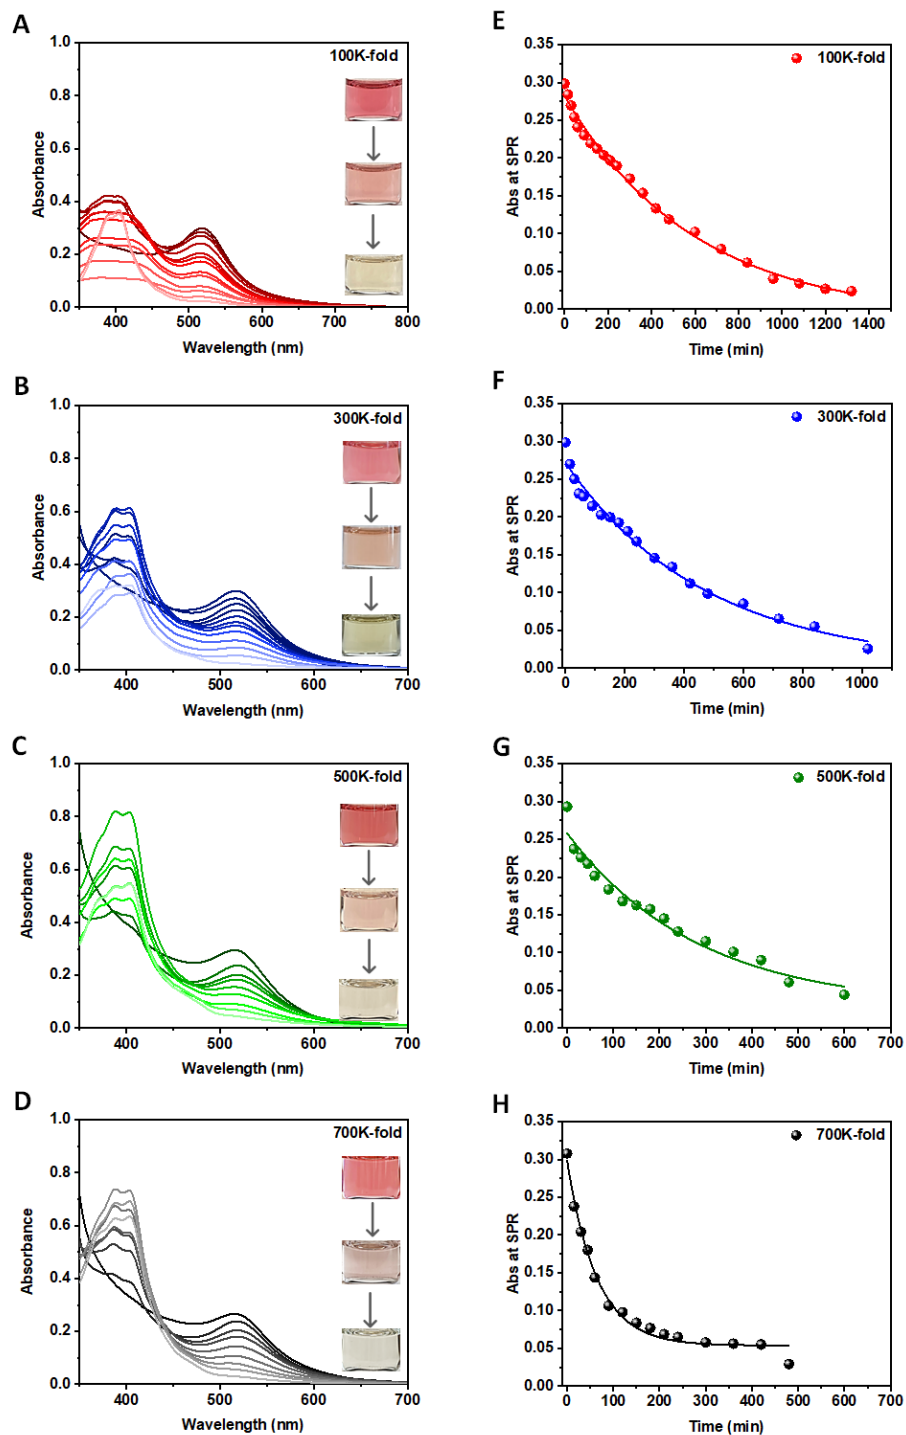 A
1.0
0.8
0.6
0.4
0.2
0.0
Absorbance
100K-fold
400 500 600 700 800
Wavelength (nm)
E
0.35
0.30
0.25
0.20
0.15
0.10
0.05
0.00
Abs at SPR
100K-fold
0 200 400 600 800 1000 1200 1400
Time (min)
B
1.0
0.8
0.6
0.4
0.2
0.0
Absorbance
300K-fold
400 500 600 700
Wavelength (nm)
F
0.35
0.30
0.25
0.20
0.15
0.10
0.05
0.00
Abs at SPR
300K-fold
0 200 400 600 800 1000
Time (min)
C
1.0
0.8
0.6
0.4
0.2
0.0
Absorbance
500K-fold
400 500 600 700
Wavelength (nm)
G
0.35
0.30
0.25
0.20
0.15
0.10
0.05
0.00
Abs at SPR
500K-fold
0 100 200 300 400 500 600 700
Time (min)
D
1.0
0.8
0.6
0.4
0.2
0.0
Absorbance
700K-fold
400 500 600 700
Wavelength (nm)
H
0.35
0.30
0.25
0.20
0.15
0.10
0.05
0.00
Abs at SPR
700K-fold
0 100 200 300 400 500 600 700
Time (min)